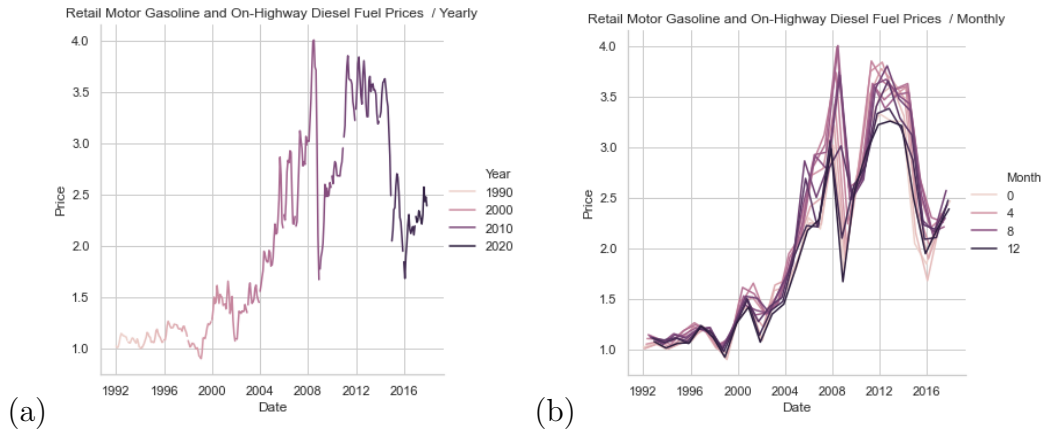 Retail Motor Gasoline and On-Highway Diesel Fuel Prices / Yearly
4.0
3.5
3.0
2.5
2.0
1.5
1.0
Price
1992 1996 2000 2004 2008 2012 2016
Date
Year
1990
2000
2010
2020
(a)
Retail Motor Gasoline and On-Highway Diesel Fuel Prices / Monthly
4.0
3.5
3.0
2.5
2.0
1.5
1.0
Price
1992 1996 2000 2004 2008 2012 2016
Date
Month
0
4
8
12
(b)